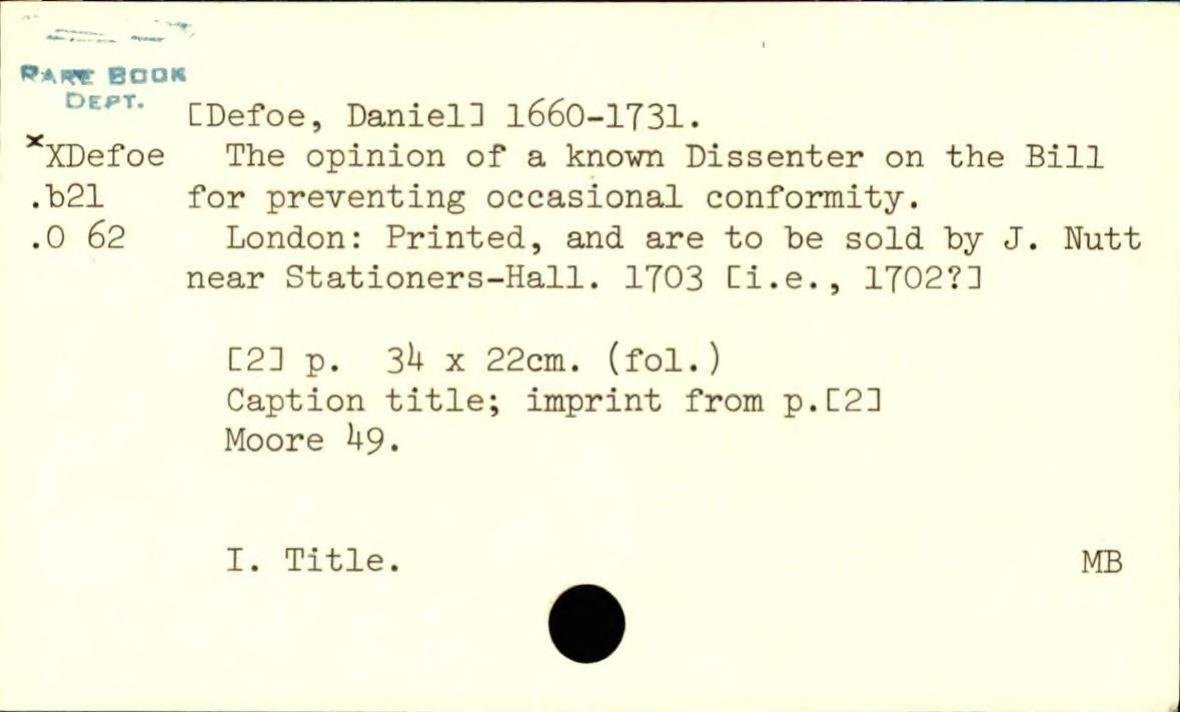 RARE BOOK
DEPT.
[Defoe, Daniel] 1660-1731.
xXDefoe The opinion of a known Dissenter on the Bill
.b21 for preventing occasional conformity.
.O 62 London: Printed, and are to be sold by J. Nutt
near Stationers-Hall. 1703 [i.e., 1702?]
[2] p. 34 x 22cm. (fol.)
Caption title; imprint from p.[2]
Moore 49.
I. Title. MB